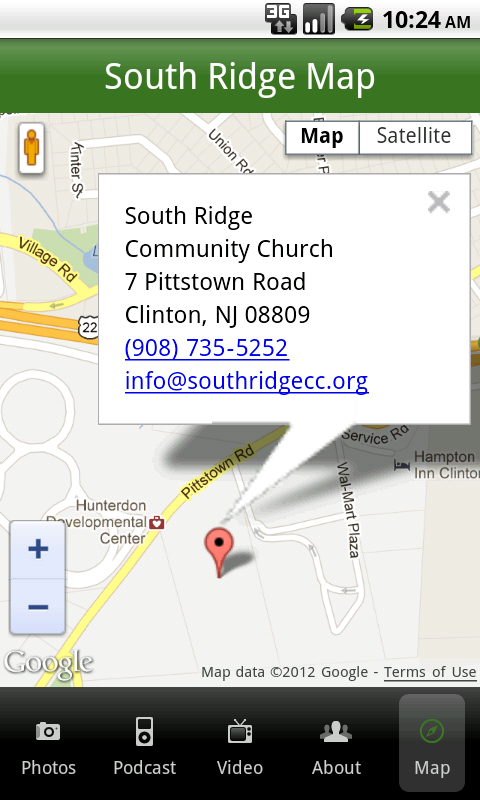 3G
10:24 AM
South Ridge Map
Union Rd
Map
Satellite
Village Rd
22
South Ridge
Community Church
7 Pittstown Road
Clinton, NJ 08809
(908) 735-5252
info@southridgecc.org
Service Rd
Pittstown Rd
Hampton
Inn Clinton
Wal-Mart Plaza
Hunterdon
Developmental
Center
+
−
Google
Map data ©2012 Google - Terms of Use
Photos
Podcast
Video
About
Map